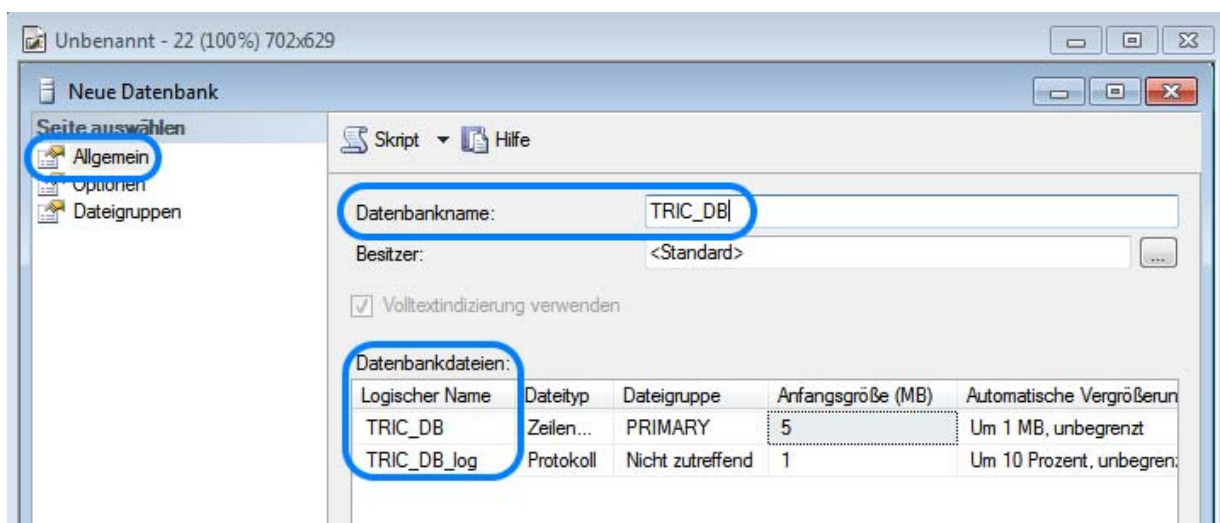 Unbenannt - 22 (100%) 702x629
Neue Datenbank
Seite auswählen
Allgemein
Optionen
Dateigruppen
Skript
Hilfe
Datenbankname: TRIC_DB
Besitzer: <Standard> ...
Volltextindizierung verwenden
Datenbankdateien:
Logischer Name Dateityp Dateigruppe Anfangsgröße (MB) Automatische Vergrößerun
TRIC_DB Zeilen... PRIMARY 5 Um 1 MB, unbegrenzt
TRIC_DB_log Protokoll Nicht zutreffend 1 Um 10 Prozent, unbegren